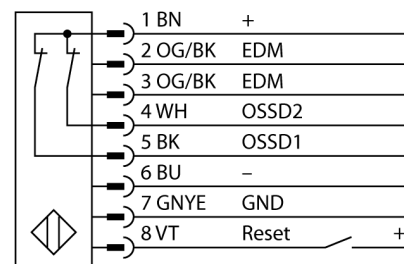 1 BN +
2 OG/BK EDM
3 OG/BK EDM
4 WH OSSD2
5 BK OSSD1
6 BU –
7 GNYE GND
8 VT Reset +